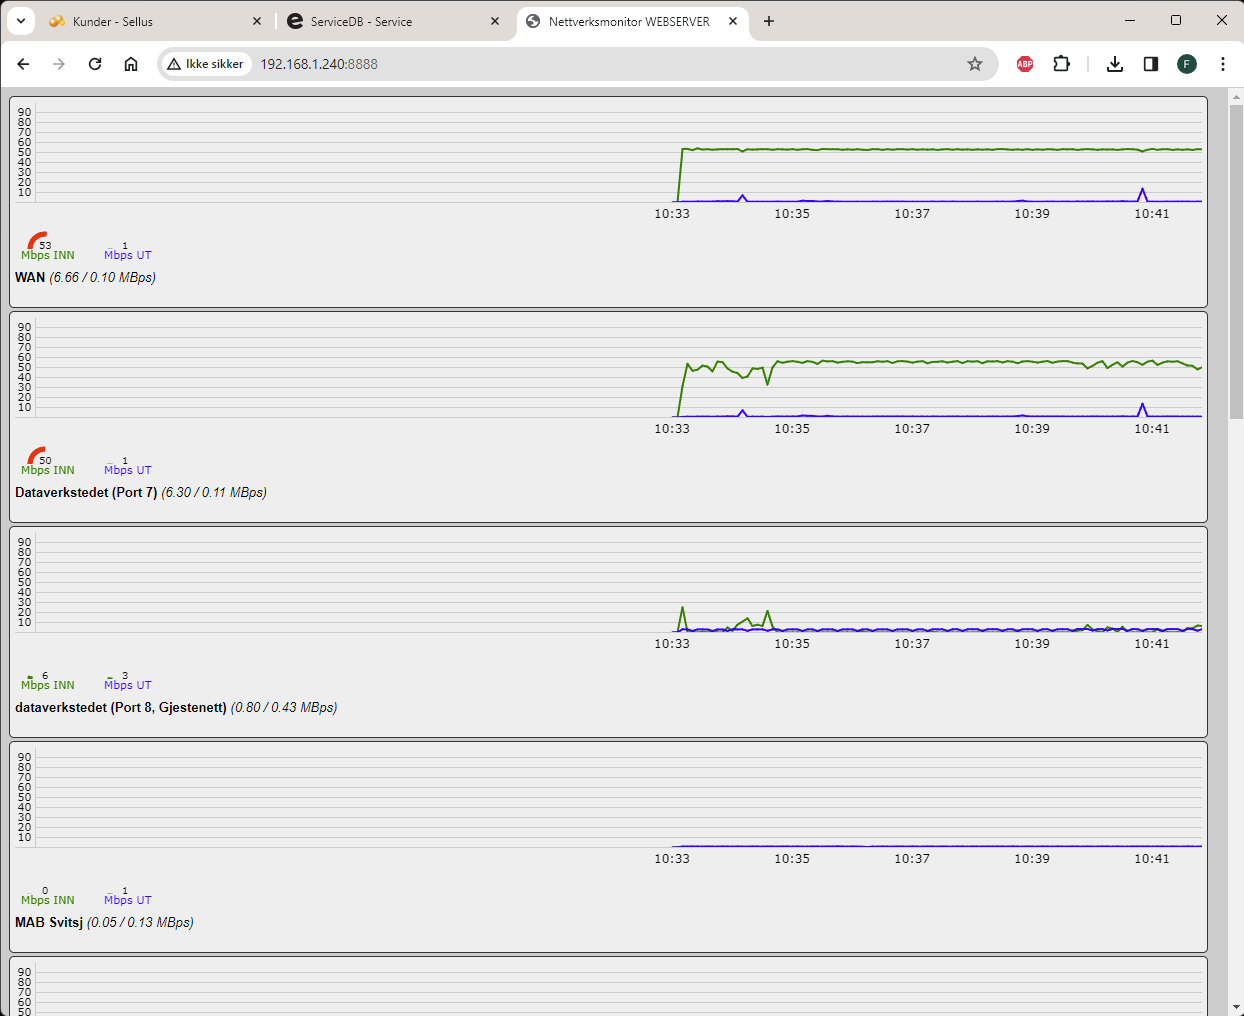 Kunder - Sellus
ServiceDB - Service
Nettverksmonitor WEBSERVER
Ikke sikker
192.168.1.240:8888
ABP
F
90
80
70
60
50
40
30
20
10
10:33 10:35 10:37 10:39 10:41
53 1
Mbps INN Mbps UT
WAN (6.66 / 0.10 MBps)
90
80
70
60
50
40
30
20
10
10:33 10:35 10:37 10:39 10:41
50 1
Mbps INN Mbps UT
Dataverkstedet (Port 7) (6.30 / 0.11 MBps)
90
80
70
60
50
40
30
20
10
10:33 10:35 10:37 10:39 10:41
6 3
Mbps INN Mbps UT
dataverkstedet (Port 8, Gjestenett) (0.80 / 0.43 MBps)
90
80
70
60
50
40
30
20
10
10:33 10:35 10:37 10:39 10:41
0 1
Mbps INN Mbps UT
MAB Svitsj (0.05 / 0.13 MBps)
90
80
70
60
50